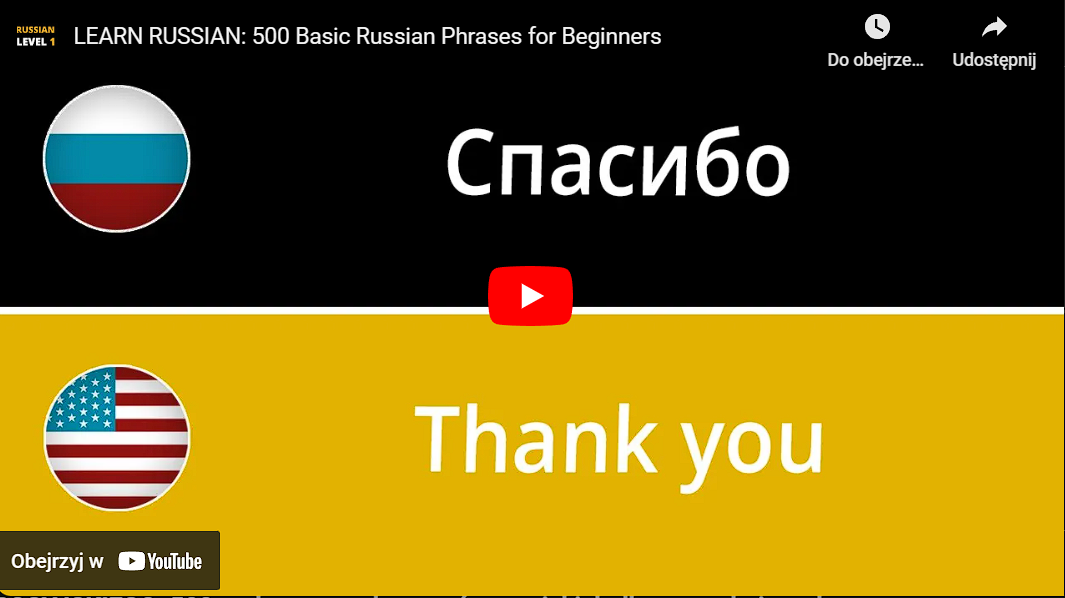 RUSSIAN
LEVEL 1
LEARN RUSSIAN: 500 Basic Russian Phrases for Beginners
Do obejrze...
Udostępnij
Спасибо
Thank you
Obejrzyj w YouTube